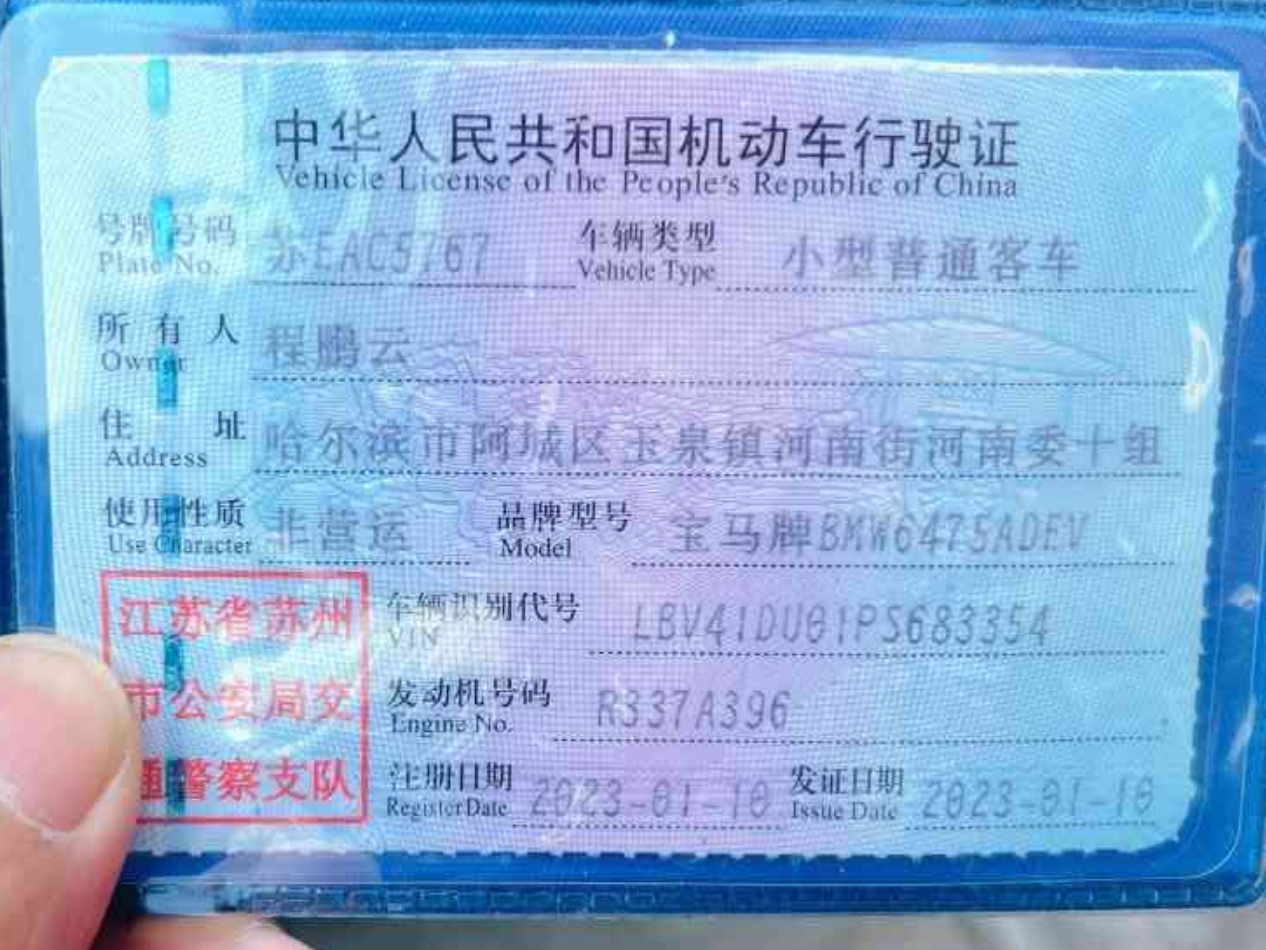 中华人民共和国机动车行驶证
Vehicle License of the People's Republic of China
号牌号码 苏EAC5767 车辆类型 小型普通客车
Plate No. Vehicle Type
所有人 程鹏云
Owner
住址 哈尔滨市阿城区玉泉镇河南街河南委十组
Address
使用性质 非营运 品牌型号 宝马牌BMW6475ADEV
Use Character Model
江苏省苏州
市公安局交
通警察支队
车辆识别代号 LBV41DU01PS683354
VIN
发动机号码 R337A396
Engine No.
注册日期 2023-01-10 发证日期 2023-01-10
Register Date Issue Date